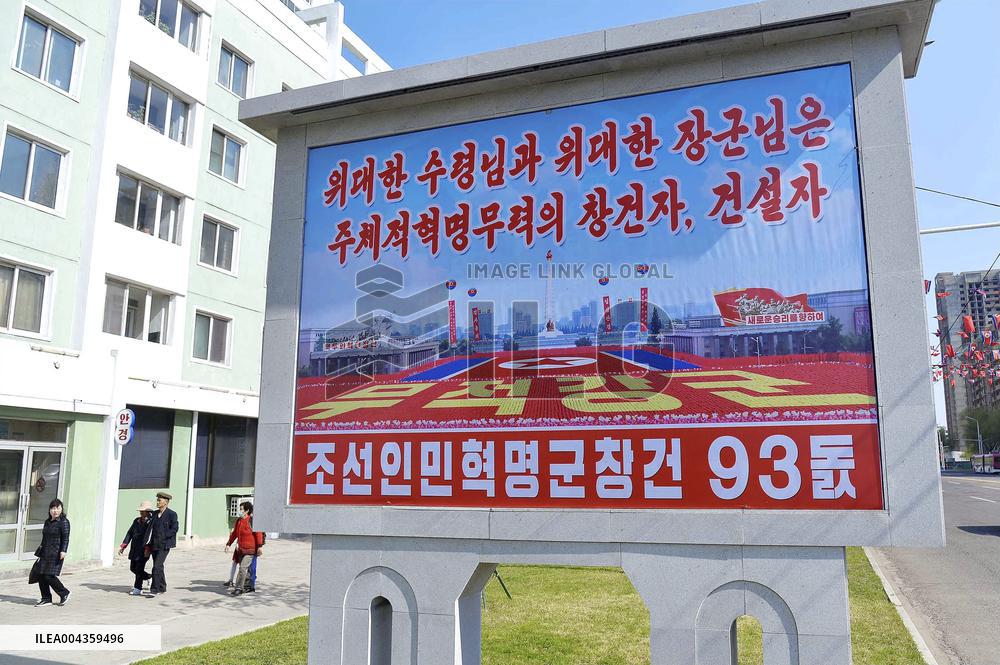 위대한 수령님과 위대한 장군님은
주체적혁명무력의 창건자, 건설자
IMAGE LINK GLOBAL
ILG
새로운승리를향하여
무적강군
조선인민혁명군창건 93돐
안경
ILEA004359496